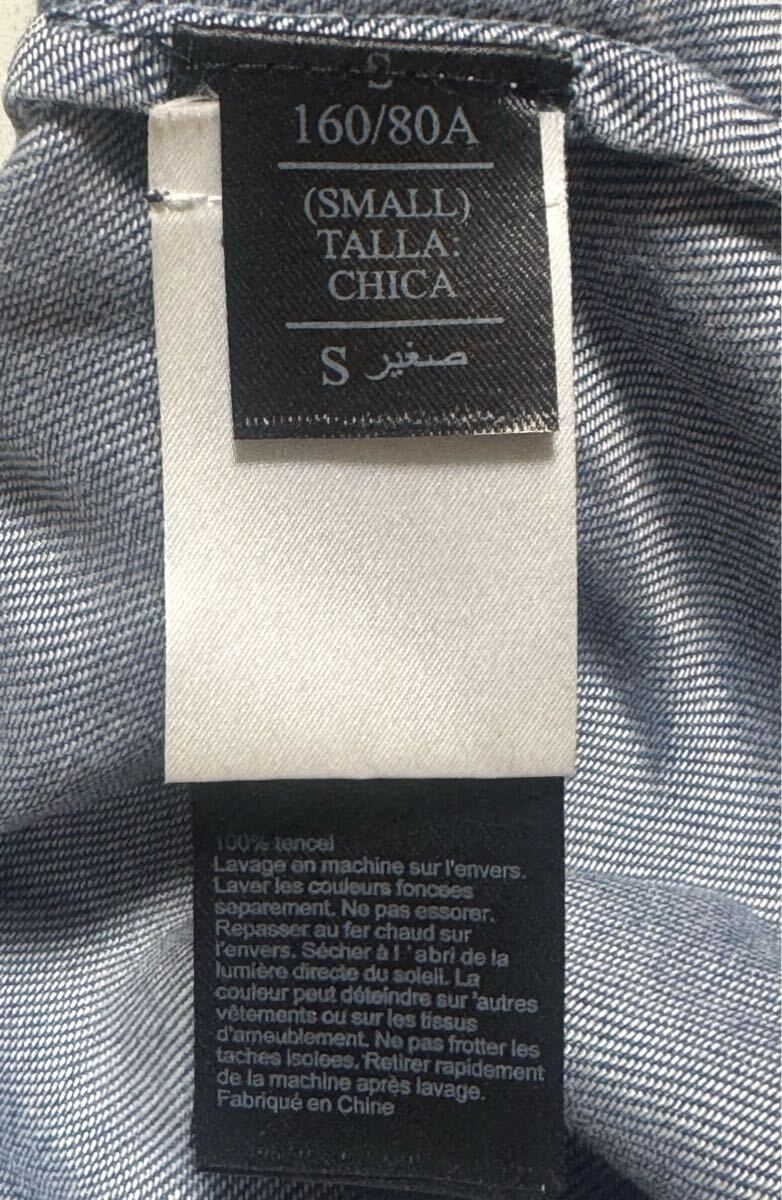 S
160/80A
(SMALL)
TALLA:
CHICA
S صغير
100% tencel
Lavage en machine sur l'envers.
Laver les couleurs foncees
separement. Ne pas essorer.
Repasser au fer chaud sur
l'envers. Sécher à l 'abri de la
lumière directe du soleil. La
couleur peut déteindre sur 'autres
vêtements ou sur les tissus
d'ameublement. Ne pas frotter les
taches isolees. Retirer rapidement
de la machine après lavage.
Fabriqué en Chine